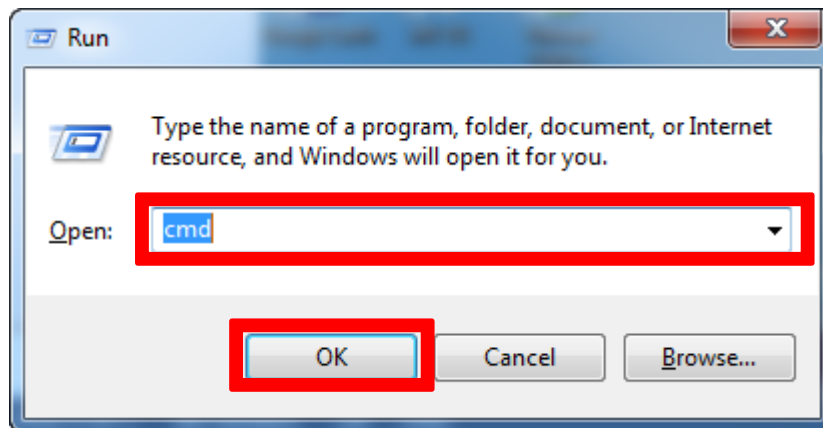 Run
X
Type the name of a program, folder, document, or Internet
resource, and Windows will open it for you.
Open: cmd
OK Cancel Browse...